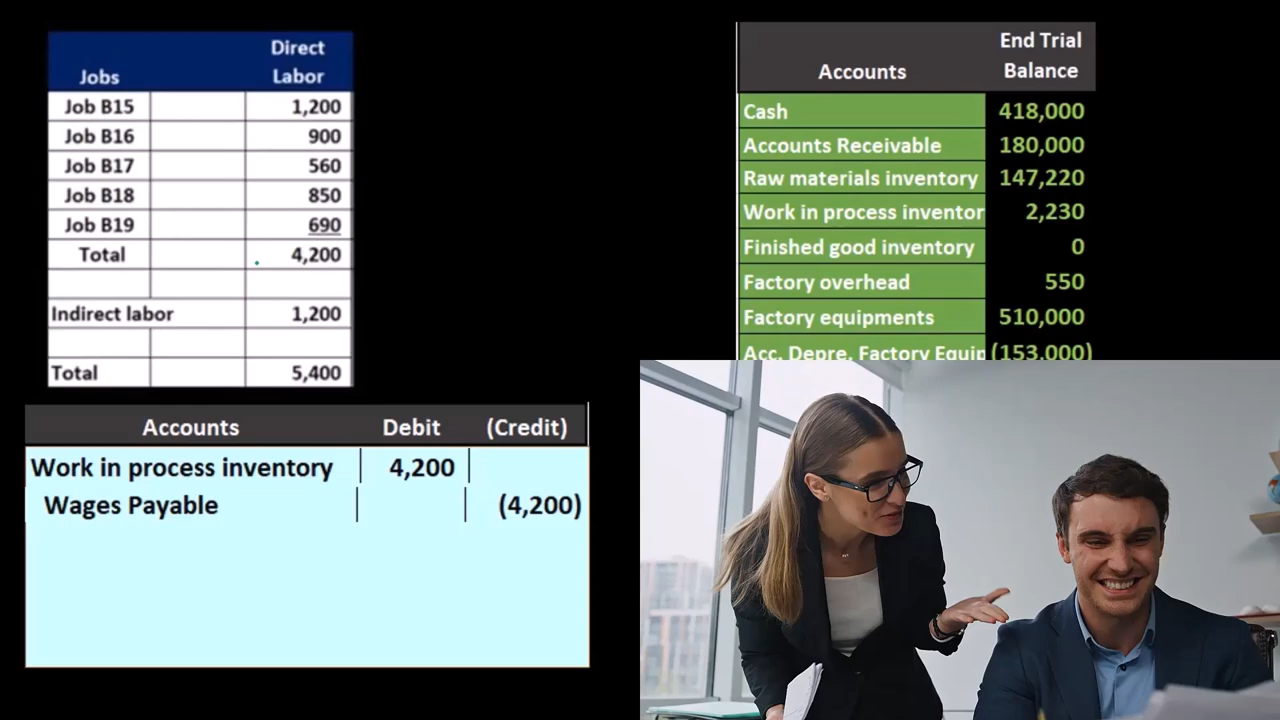 Jobs Direct Labor
Job B15 1,200
Job B16 900
Job B17 560
Job B18 850
Job B19 690
Total 4,200
Indirect labor 1,200
Total 5,400
Accounts Debit (Credit)
Work in process inventory 4,200
Wages Payable (4,200)
Accounts End Trial Balance
Cash 418,000
Accounts Receivable 180,000
Raw materials inventory 147,220
Work in process inventor 2,230
Finished good inventory 0
Factory overhead 550
Factory equipments 510,000
Acc. Depre. Factory Equip (153,000)